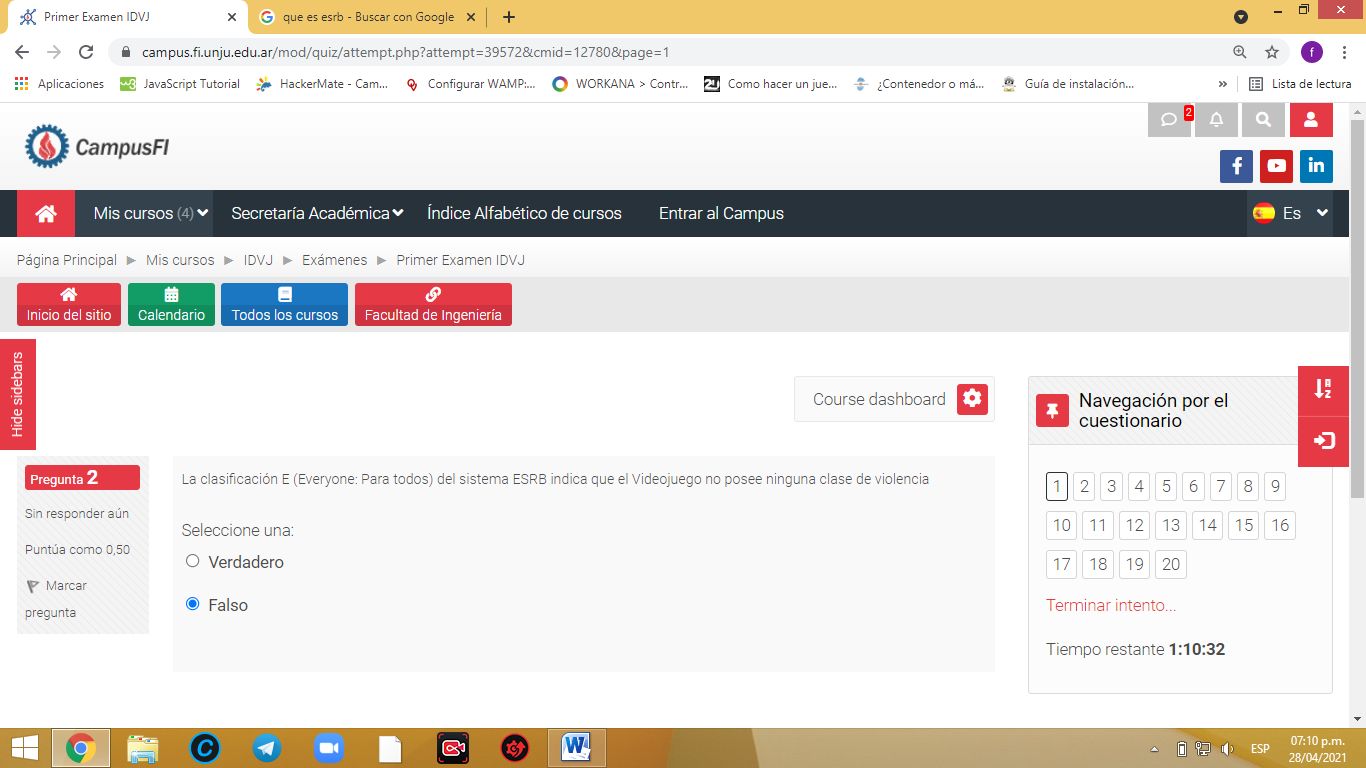 Primer Examen IDVJ
que es esrb - Buscar con Google
campus.fi.unju.edu.ar/mod/quiz/attempt.php?attempt=39572&cmid=12780&page=1
f
Aplicaciones JavaScript Tutorial HackerMate - Cam... Configurar WAMP:... WORKANA > Contr... Como hacer un jue... ¿Contenedor o má... Guía de instalación... » Lista de lectura
2
CampusFI
Mis cursos (4) Secretaría Académica Índice Alfabético de cursos Entrar al Campus Es
Página Principal ► Mis cursos ► IDVJ ► Exámenes ► Primer Examen IDVJ
Inicio del sitio Calendario Todos los cursos Facultad de Ingeniería
Hide sidebars
Course dashboard
Pregunta 2
Sin responder aún
Puntúa como 0,50
Marcar
pregunta
La clasificación E (Everyone: Para todos) del sistema ESRB indica que el Videojuego no posee ninguna clase de violencia
Seleccione una:
Verdadero
Falso
Navegación por el
cuestionario
1 2 3 4 5 6 7 8 9
10 11 12 13 14 15 16
17 18 19 20
Terminar intento...
Tiempo restante 1:10:32
ESP
07:10 p.m.
28/04/2021